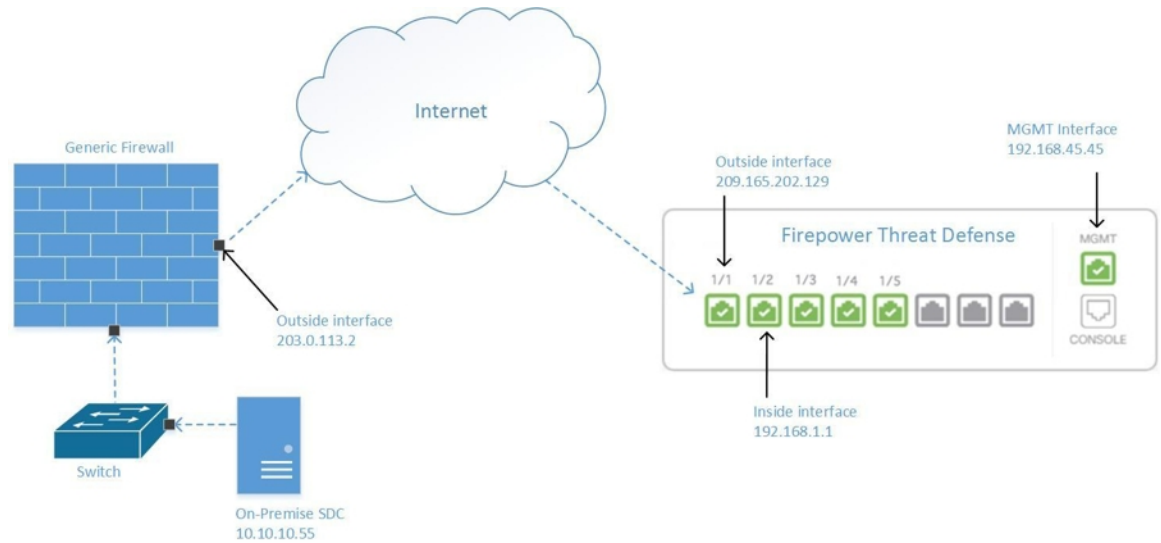 Internet
Generic Firewall
MGMT Interface
192.168.45.45
Outside interface
209.165.202.129
Firepower Threat Defense
MGMT
1/1 1/2 1/3 1/4 1/5
Outside interface
203.0.113.2
CONSOLE
Inside interface
192.168.1.1
Switch
On-Premise SDC
10.10.10.55